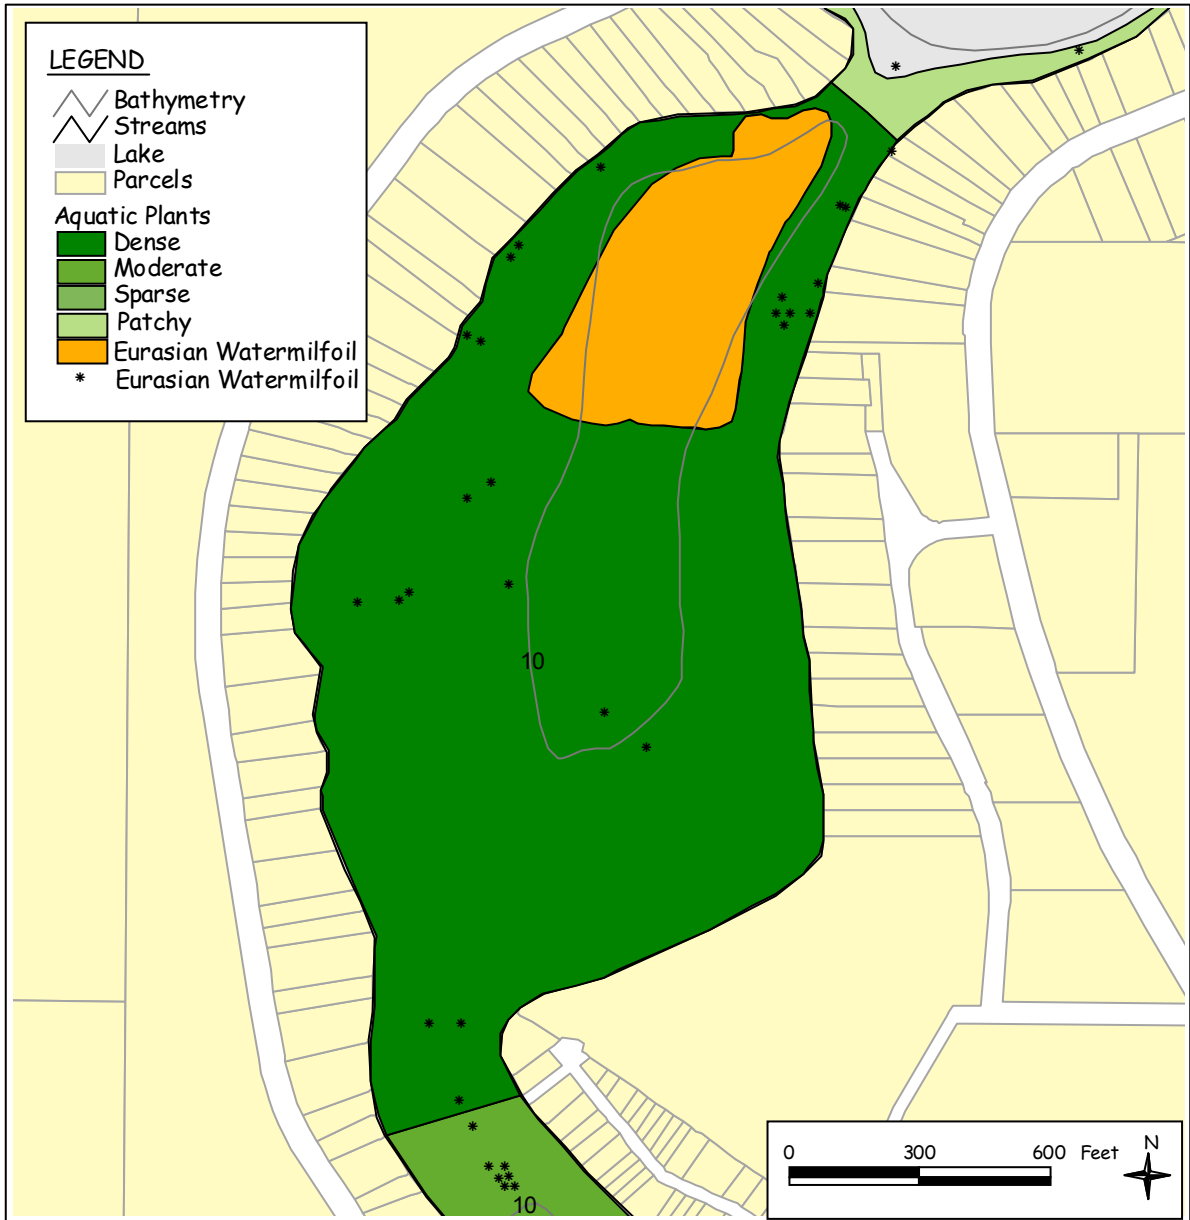 LEGEND
Bathymetry
Streams
Lake
Parcels
Aquatic Plants
Dense
Moderate
Sparse
Patchy
Eurasian Watermilfoil
Eurasian Watermilfoil
10
10
0 300 600 Feet N